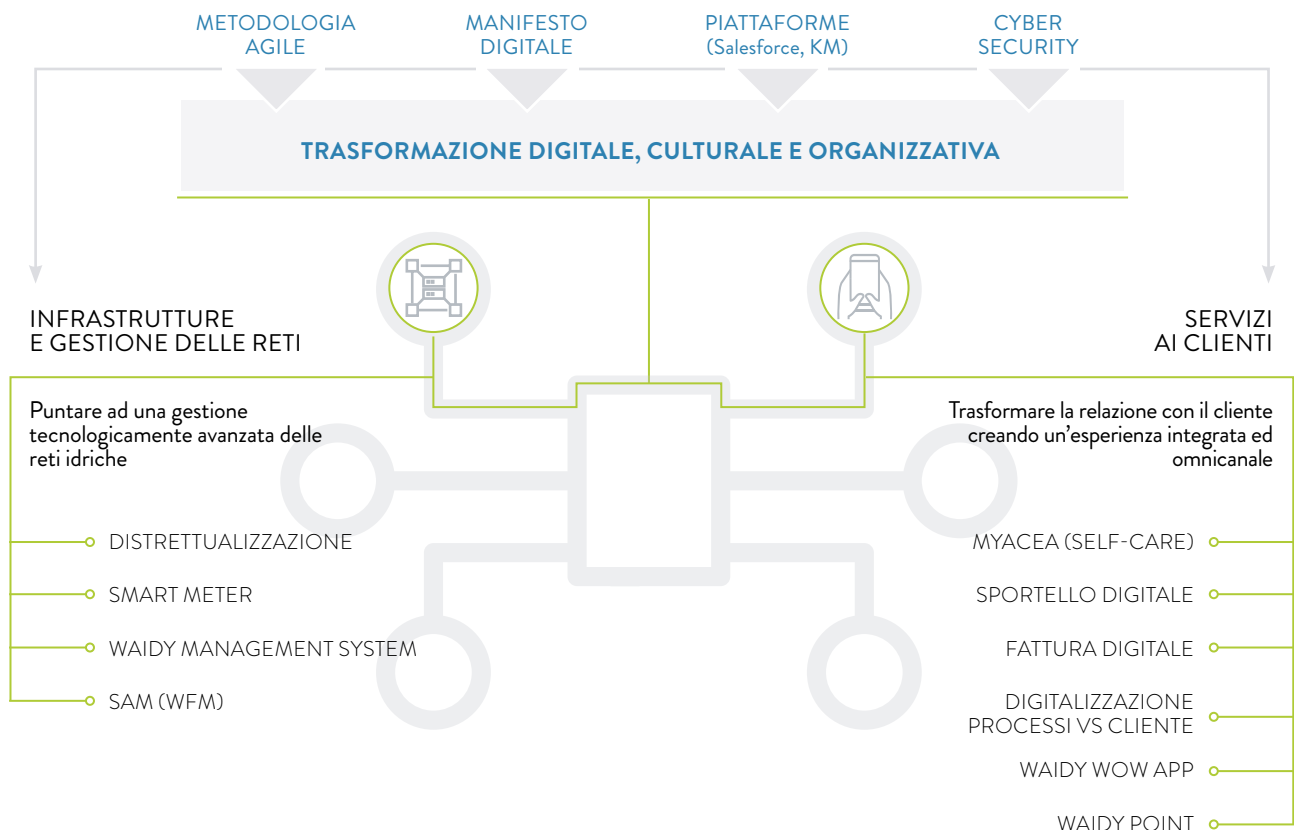 METODOLOGIA
AGILE
MANIFESTO
DIGITALE
PIATTAFORME
(Salesforce, KM)
CYBER
SECURITY
TRASFORMAZIONE DIGITALE, CULTURALE E ORGANIZZATIVA
INFRASTRUTTURE
E GESTIONE DELLE RETI
Puntare ad una gestione
tecnologicamente avanzata delle
reti idriche
DISTRETTUALIZZAZIONE
SMART METER
WAIDY MANAGEMENT SYSTEM
SAM (WFM)
SERVIZI
AI CLIENTI
Trasformare la relazione con il cliente
creando un’esperienza integrata ed
omnicanale
MYACEA (SELF-CARE)
SPORTELLO DIGITALE
FATTURA DIGITALE
DIGITALIZZAZIONE
PROCESSI VS CLIENTE
WAIDY WOW APP
WAIDY POINT